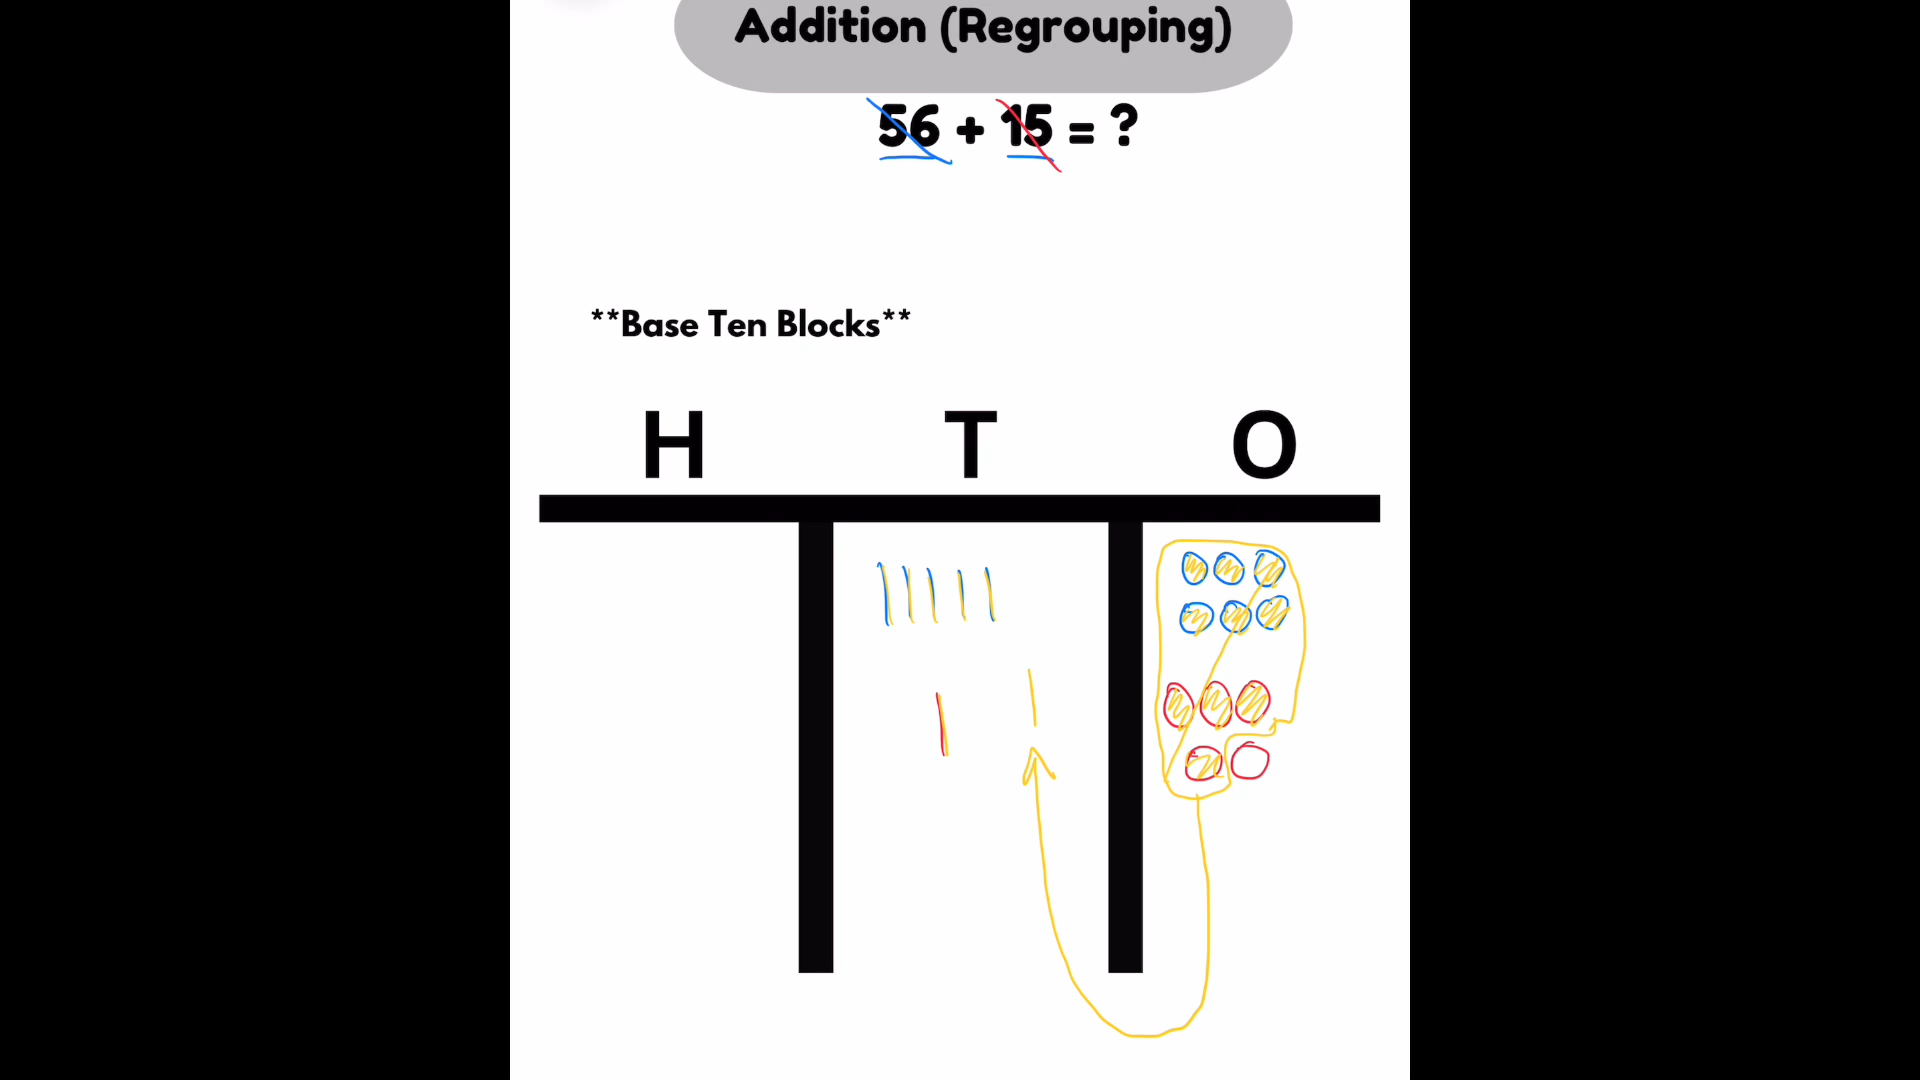 Addition (Regrouping)
56 + 15 = ?
**Base Ten Blocks**
H T O